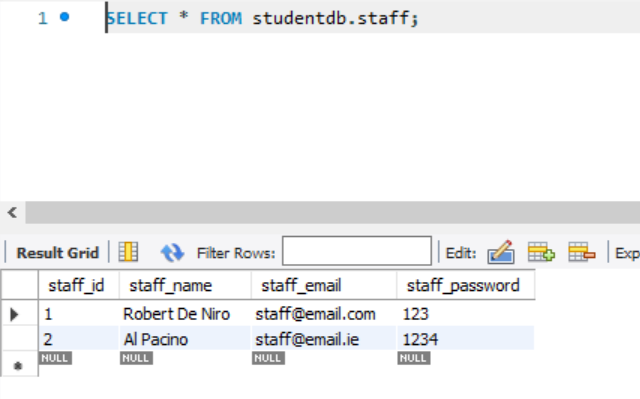 1 SELECT * FROM studentdb.staff;
Result Grid Filter Rows: Edit: Exp
staff_id staff_name staff_email staff_password
1 Robert De Niro staff@email.com 123
2 Al Pacino staff@email.ie 1234
NULL NULL NULL NULL